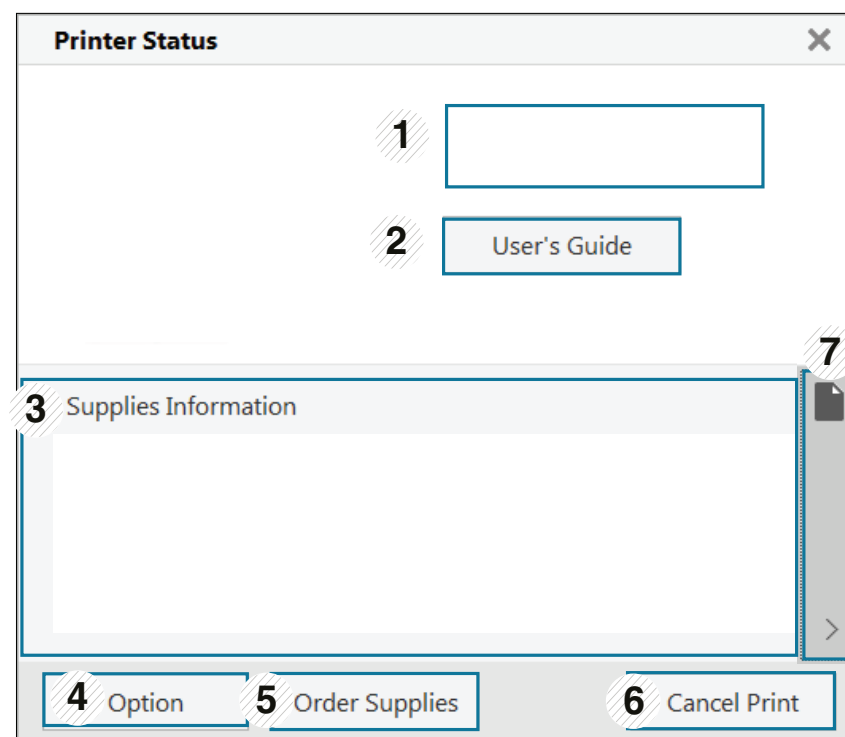 Printer Status
1
2 User's Guide
7
3 Supplies Information
4 Option 5 Order Supplies 6 Cancel Print